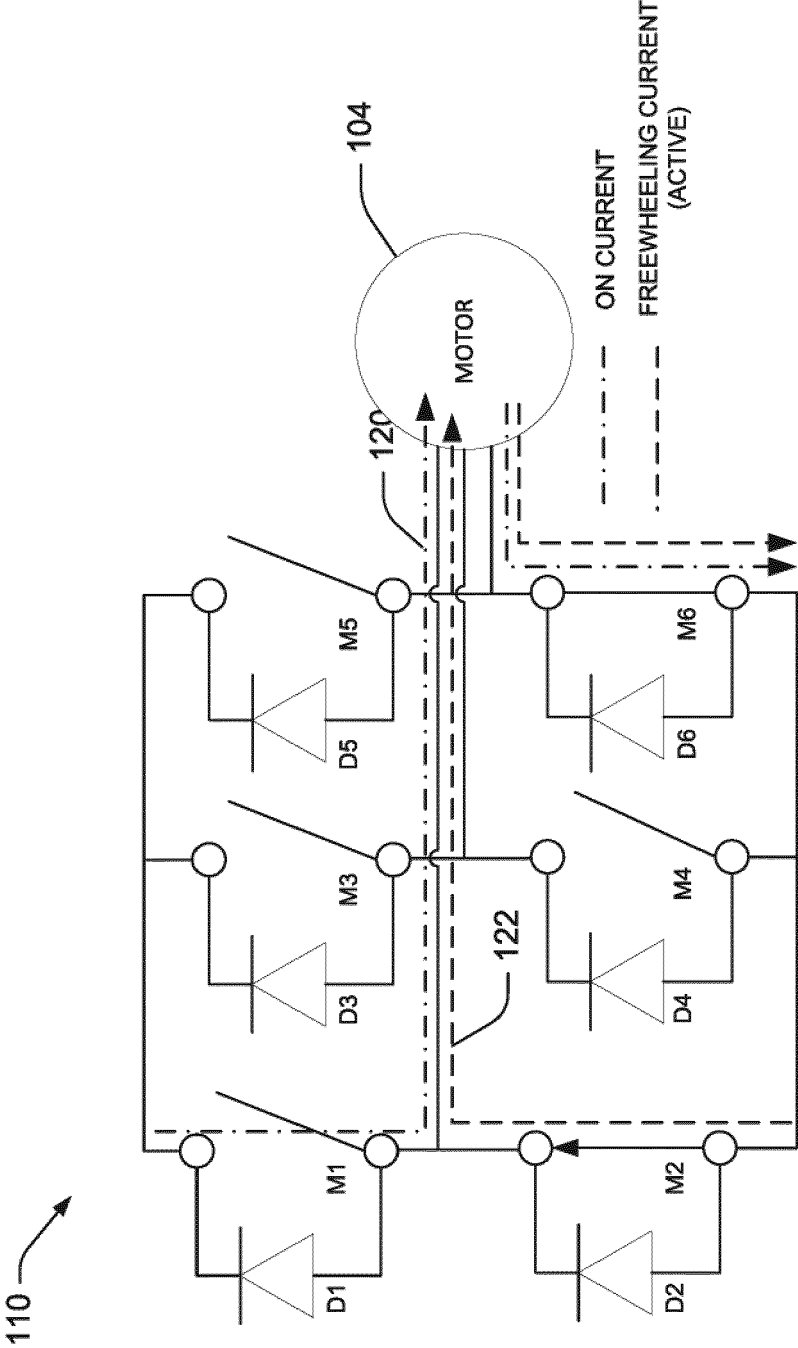 110
D1
M1
D3
M3
D5
M5
120
104
MOTOR
122
D2
M2
D4
M4
D6
M6
ON CURRENT
FREEWHEELING CURRENT
(ACTIVE)